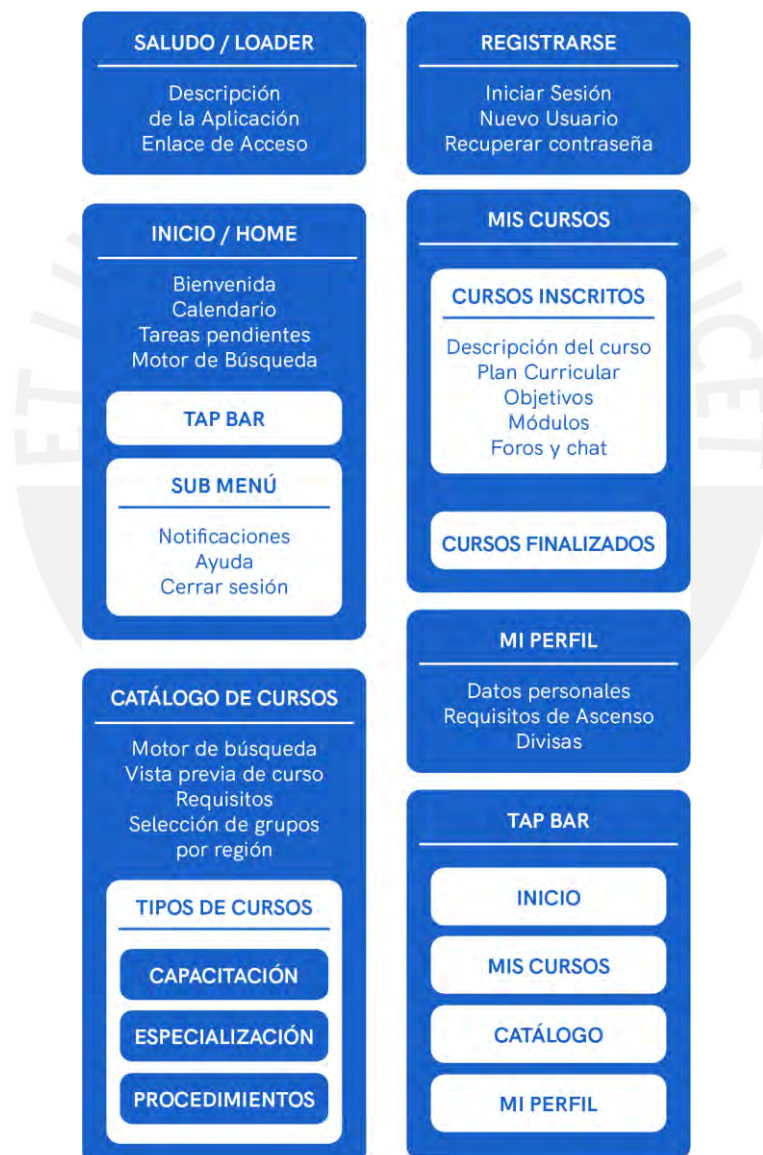 SALUDO / LOADER
Descripción
de la Aplicación
Enlace de Acceso
REGISTRARSE
Iniciar Sesión
Nuevo Usuario
Recuperar contraseña
INICIO / HOME
Bienvenida
Calendario
Tareas pendientes
Motor de Búsqueda
TAP BAR
SUB MENÚ
Notificaciones
Ayuda
Cerrar sesión
MIS CURSOS
CURSOS INSCRITOS
Descripción del curso
Plan Curricular
Objetivos
Módulos
Foros y chat
CURSOS FINALIZADOS
CATÁLOGO DE CURSOS
Motor de búsqueda
Vista previa de curso
Requisitos
Selección de grupos
por región
TIPOS DE CURSOS
CAPACITACIÓN
ESPECIALIZACIÓN
PROCEDIMIENTOS
MI PERFIL
Datos personales
Requisitos de Ascenso
Divisas
TAP BAR
INICIO
MIS CURSOS
CATÁLOGO
MI PERFIL